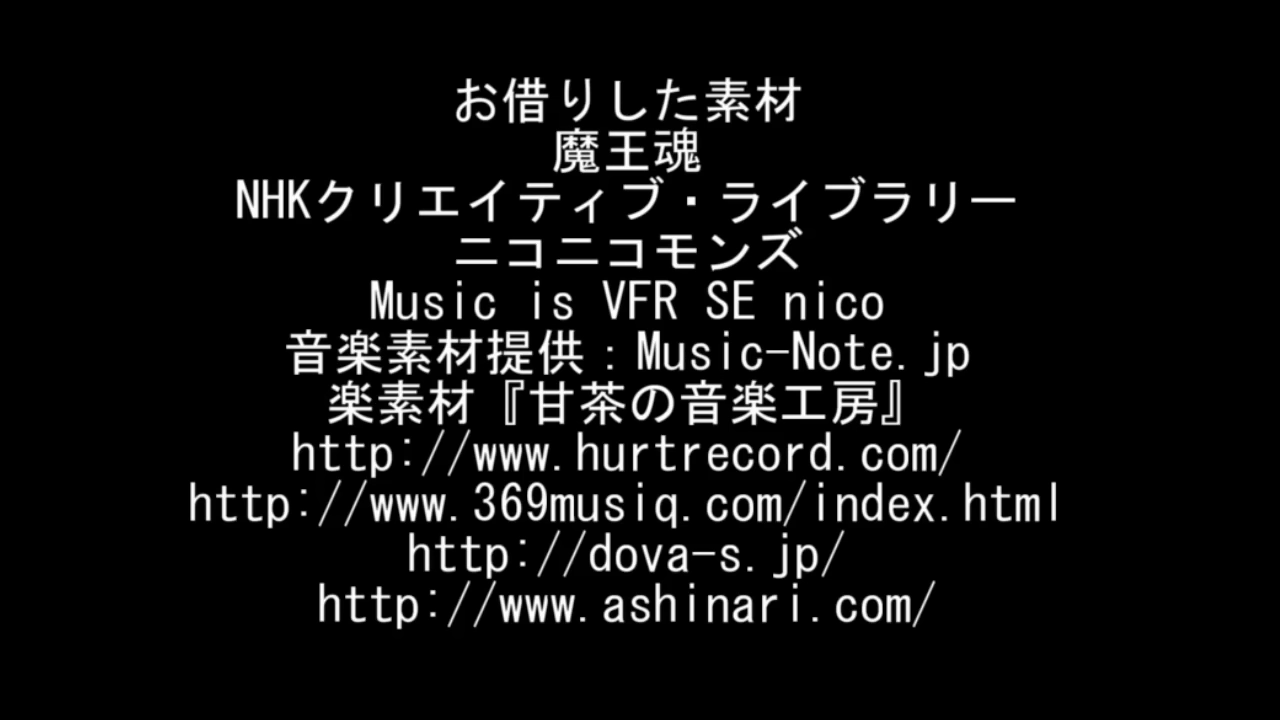 お借りした素材
魔王魂
NHKクリエイティブ・ライブラリー
ニコニコモンズ
Music is VFR SE nico
音楽素材提供：Music-Note.jp
楽素材『甘茶の音楽工房』
http://www.hurtrecord.com/
http://www.369musiq.com/index.html
http://dova-s.jp/
http://www.ashinari.com/